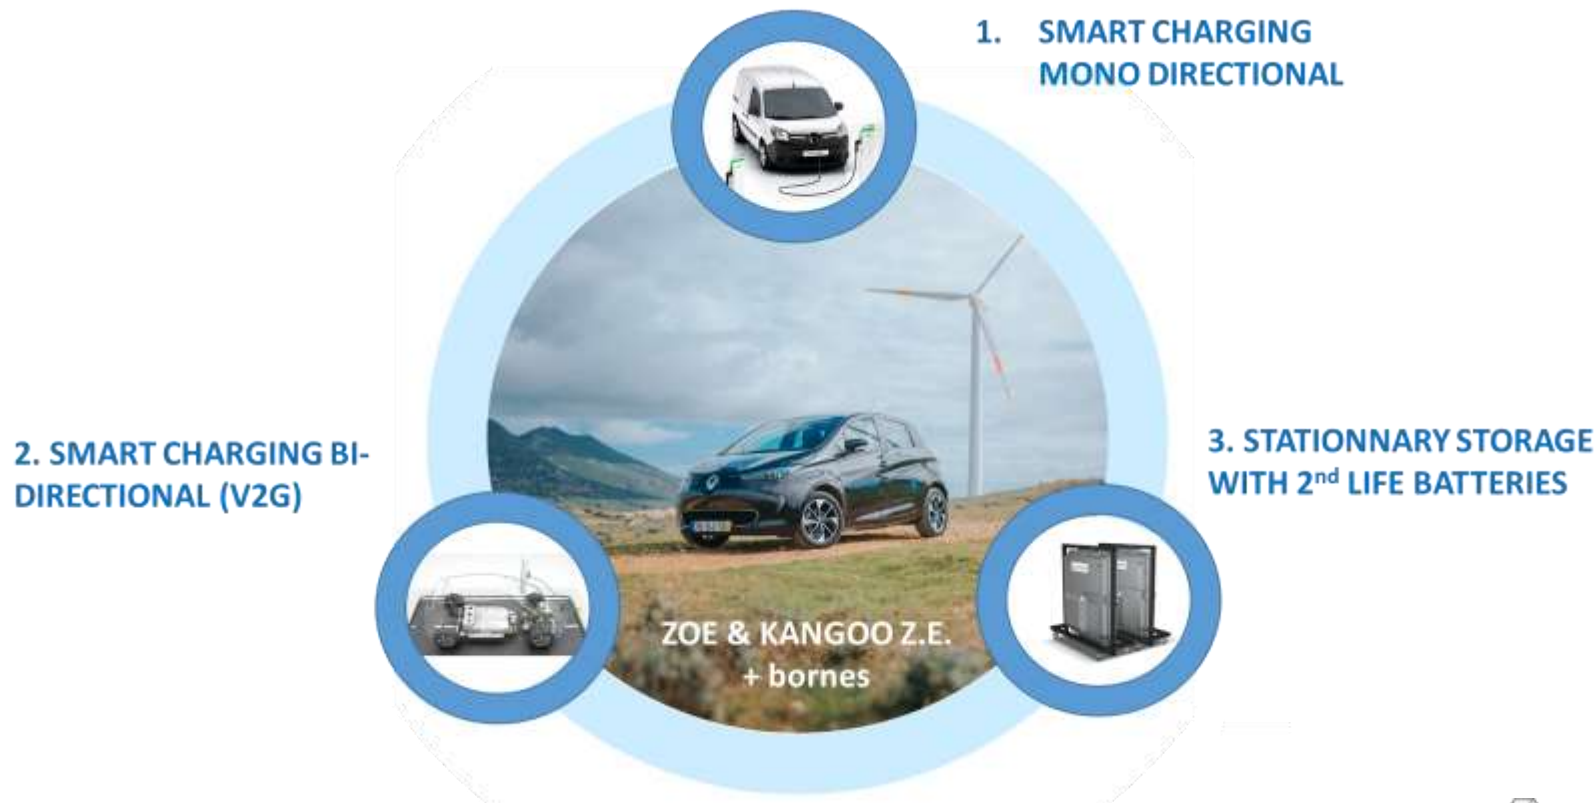 1. SMART CHARGING
MONO DIRECTIONAL
2. SMART CHARGING BI-
DIRECTIONAL (V2G)
3. STATIONNARY STORAGE
WITH 2nd LIFE BATTERIES
ZOE & KANGOO Z.E.
+ bornes